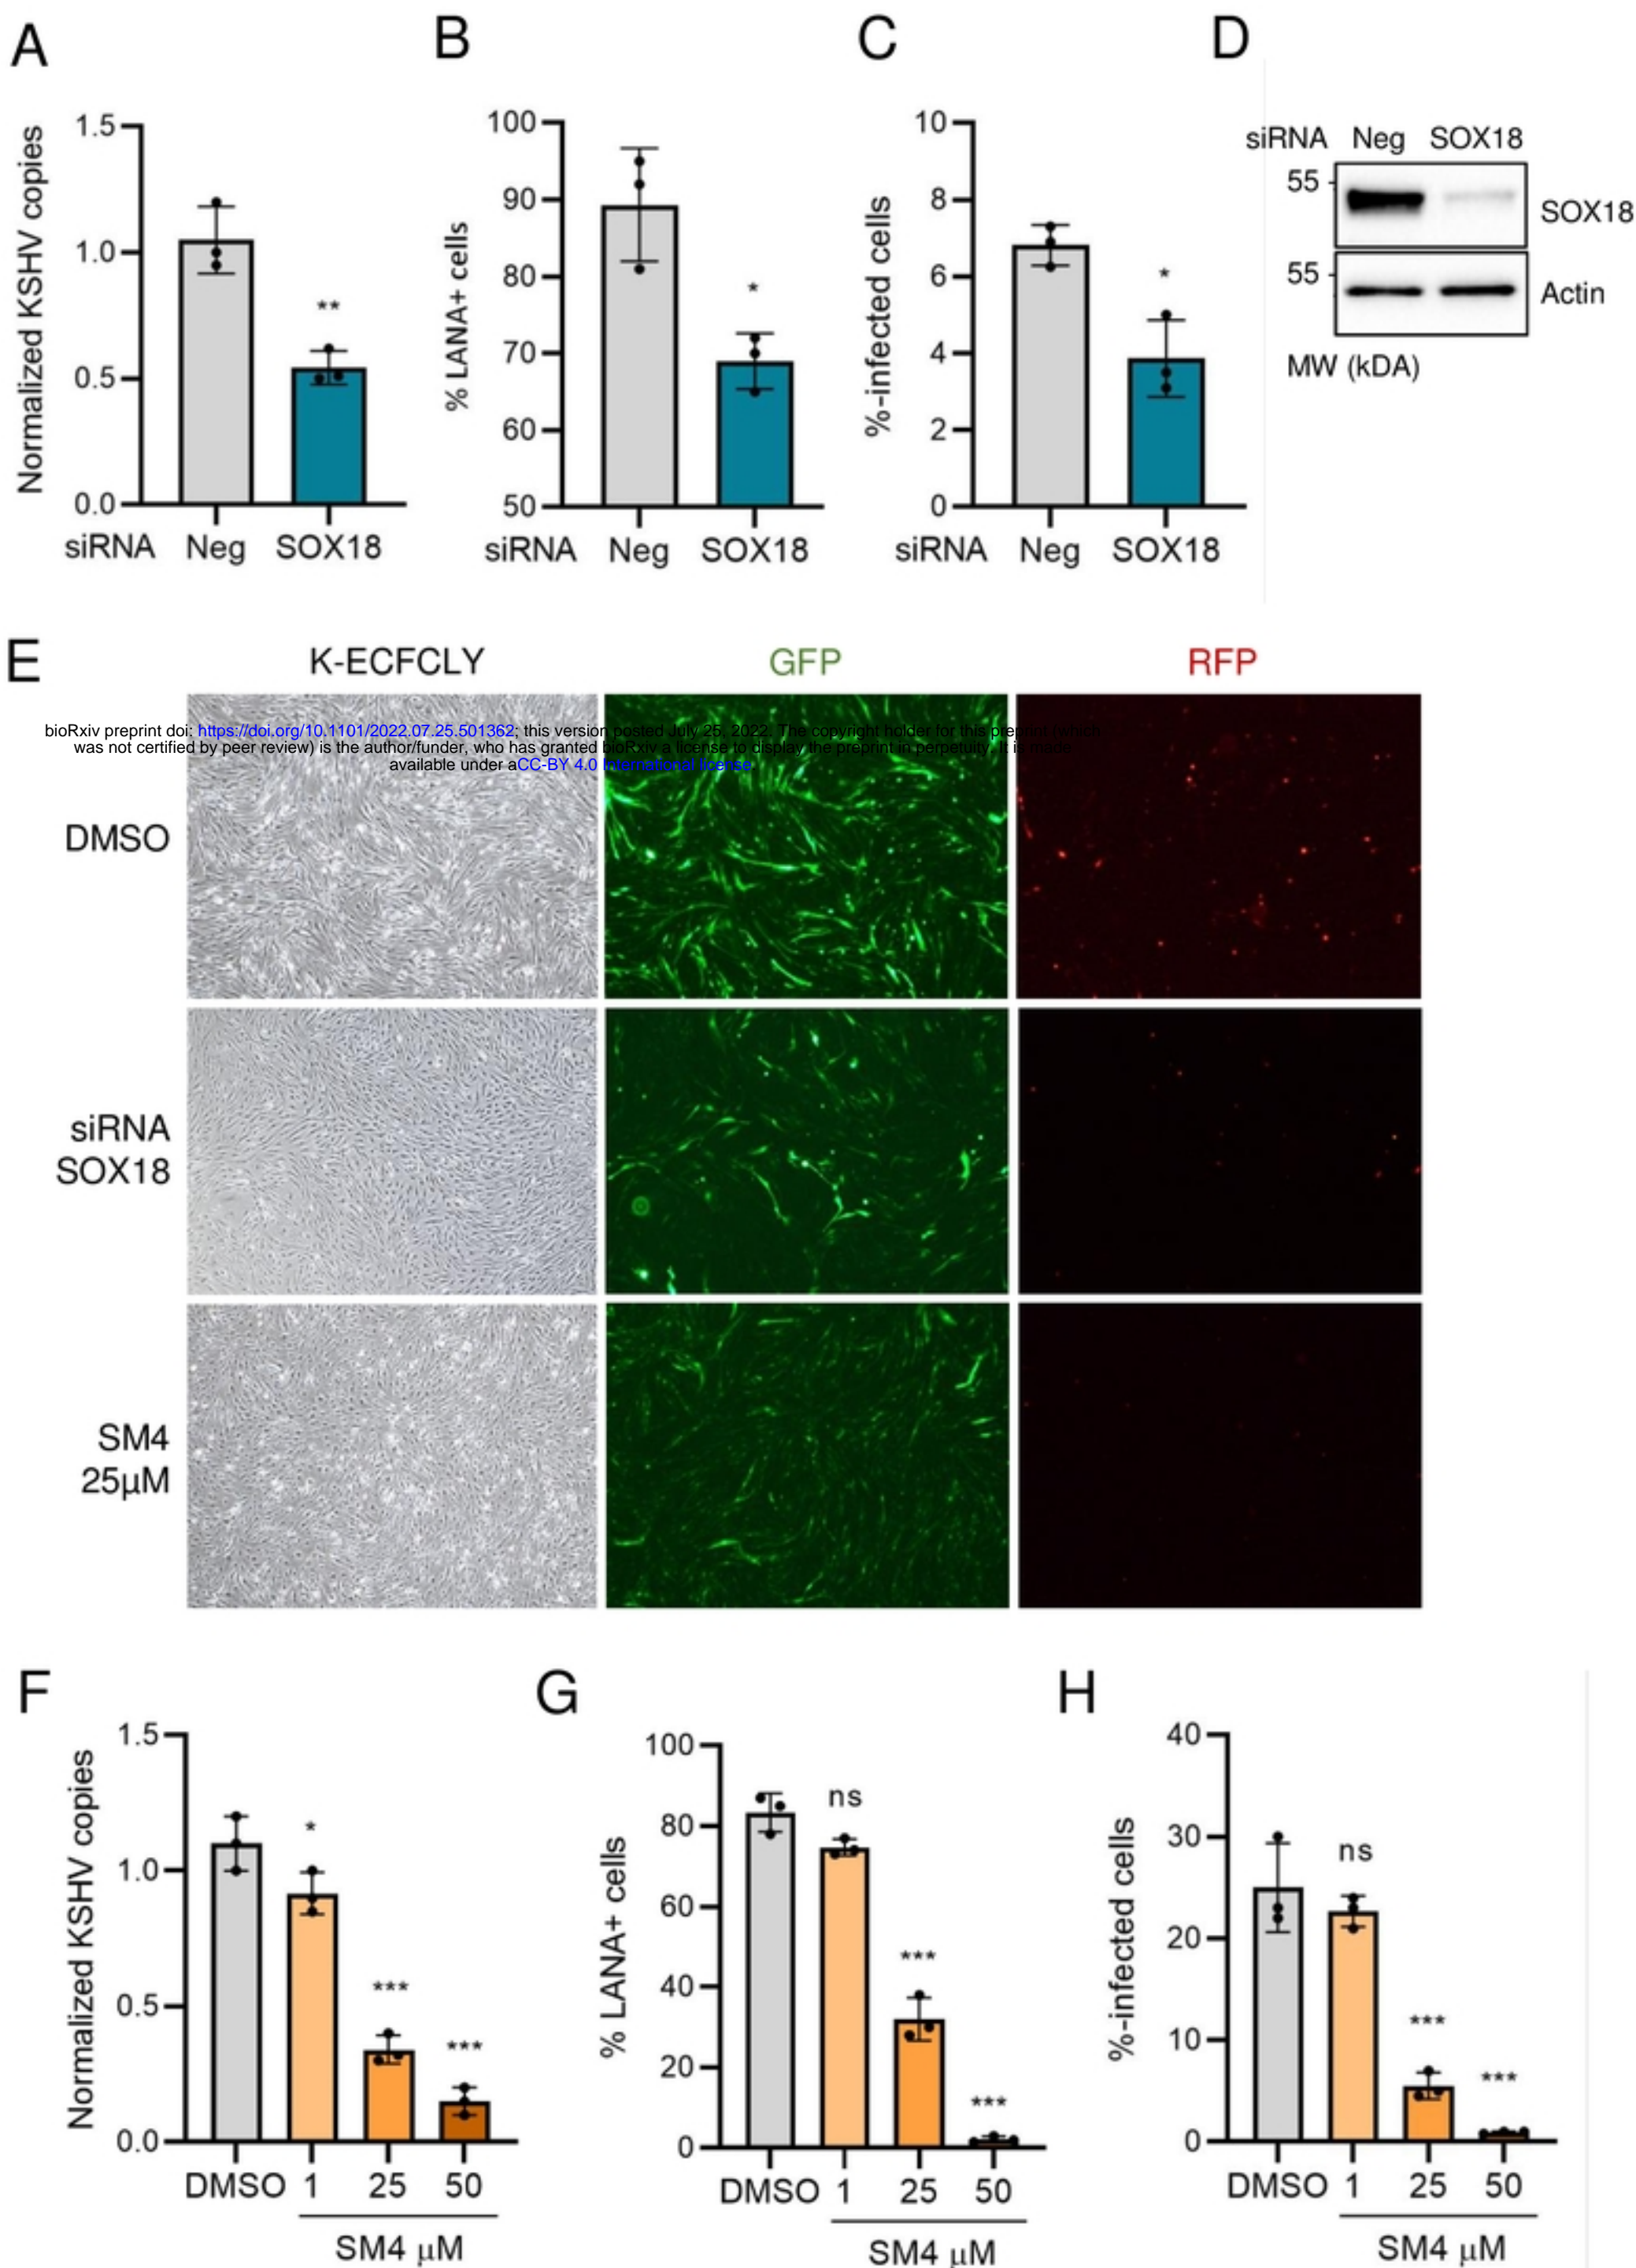 A
B
C
D
Normalized KSHV copies
1.5
1.0
0.5
0.0
**
siRNA Neg SOX18
% LANA+ cells
100
90
80
70
60
50
*
siRNA Neg SOX18
%-infected cells
10
8
6
4
2
0
*
siRNA Neg SOX18
siRNA Neg SOX18
55
SOX18
55
Actin
MW (kDA)
E
K-ECFCLY GFP RFP
bioRxiv preprint doi: https://doi.org/10.1101/2022.07.25.501362; this version posted July 25, 2022. The copyright holder for this preprint (which
was not certified by peer review) is the author/funder, who has granted bioRxiv a license to display the preprint in perpetuity. It is made
available under aCC-BY 4.0 International license.
DMSO
siRNA
SOX18
SM4
25µM
F
G
H
Normalized KSHV copies
1.5
1.0
0.5
0.0
*
***
***
DMSO 1 25 50
SM4 µM
% LANA+ cells
100
80
60
40
20
0
ns
***
***
DMSO 1 25 50
SM4 µM
%-infected cells
40
30
20
10
0
ns
***
***
DMSO 1 25 50
SM4 µM